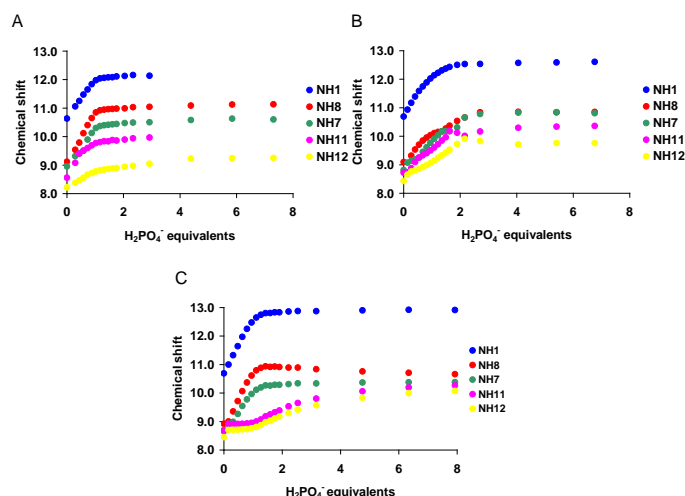 A
13.0
12.0
11.0
10.0
9.0
8.0
Chemical shift
0 2 4 6 8
H₂PO₄⁻ equivalents
NH1
NH8
NH7
NH11
NH12
B
13.0
12.0
11.0
10.0
9.0
8.0
Chemical shift
0 2 4 6 8
H₂PO₄⁻ equivalents
NH1
NH8
NH7
NH11
NH12
C
13.0
12.0
11.0
10.0
9.0
8.0
Chemical shift
0 2 4 6 8
H₂PO₄⁻ equivalents
NH1
NH8
NH7
NH11
NH12